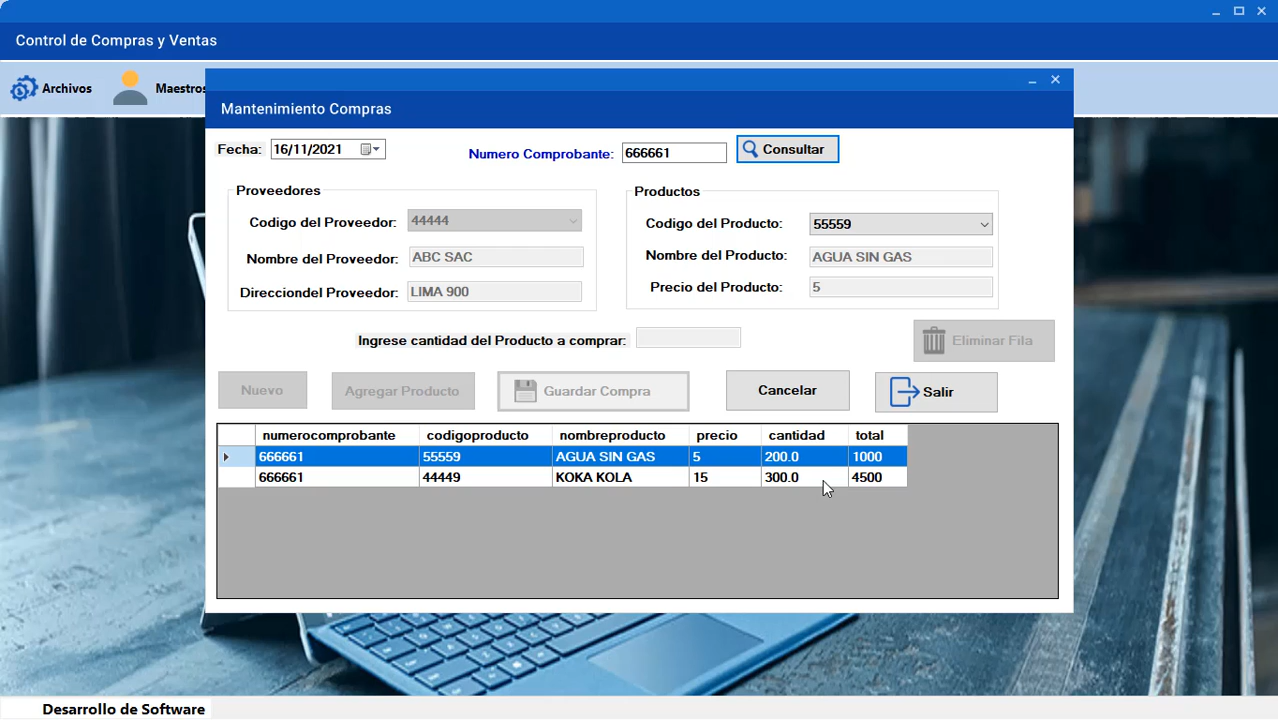 Control de Compras y Ventas
Archivos
Maestros
Mantenimiento Compras
Fecha: 16/11/2021
Numero Comprobante: 666661
Consultar
Proveedores
Codigo del Proveedor: 44444
Nombre del Proveedor: ABC SAC
Direcciondel Proveedor: LIMA 900
Productos
Codigo del Producto: 55559
Nombre del Producto: AGUA SIN GAS
Precio del Producto: 5
Ingrese cantidad del Producto a comprar:
Eliminar Fila
Nuevo
Agregar Producto
Guardar Compra
Cancelar
Salir
numerocomprobante codigoproducto nombreproducto precio cantidad total
666661 55559 AGUA SIN GAS 5 200.0 1000
666661 44449 KOKA KOLA 15 300.0 4500
Desarrollo de Software